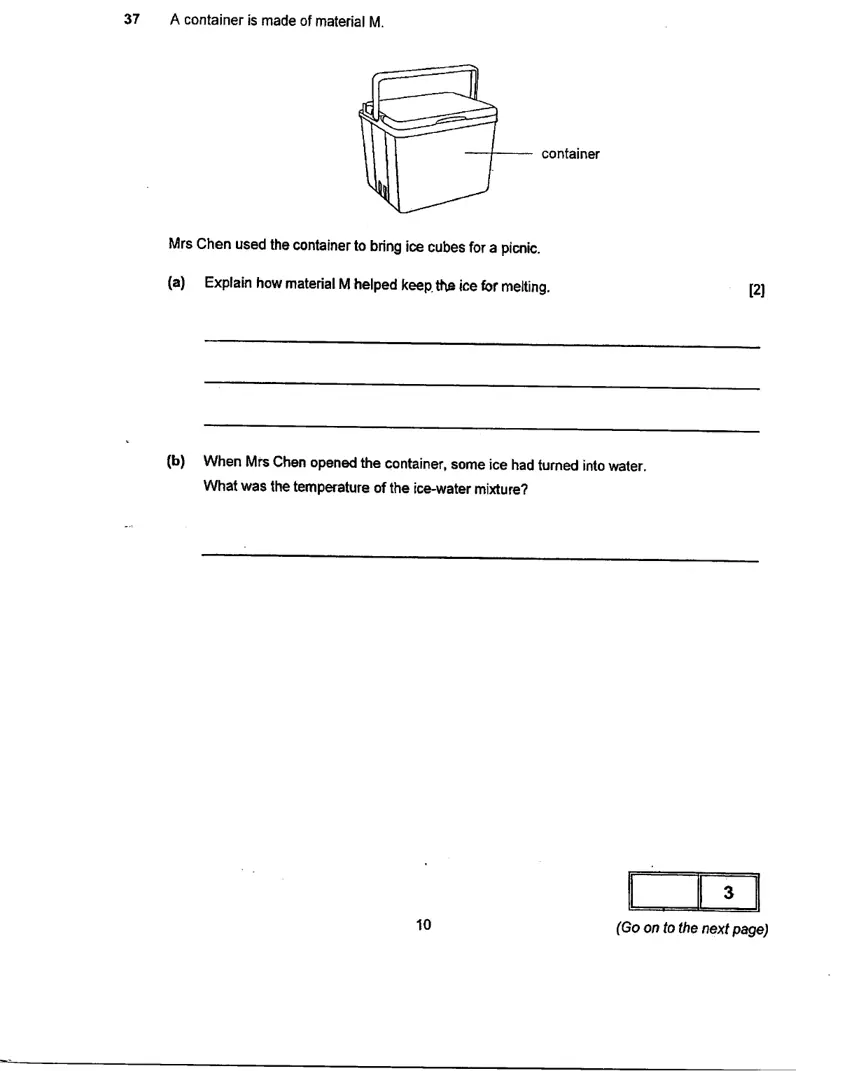 37 A container is made of material M.
container
Mrs Chen used the container to bring ice cubes for a picnic.
(a) Explain how material M helped keep the ice for melting. [2]
(b) When Mrs Chen opened the container, some ice had turned into water.
What was the temperature of the ice-water mixture?
3
10
(Go on to the next page)